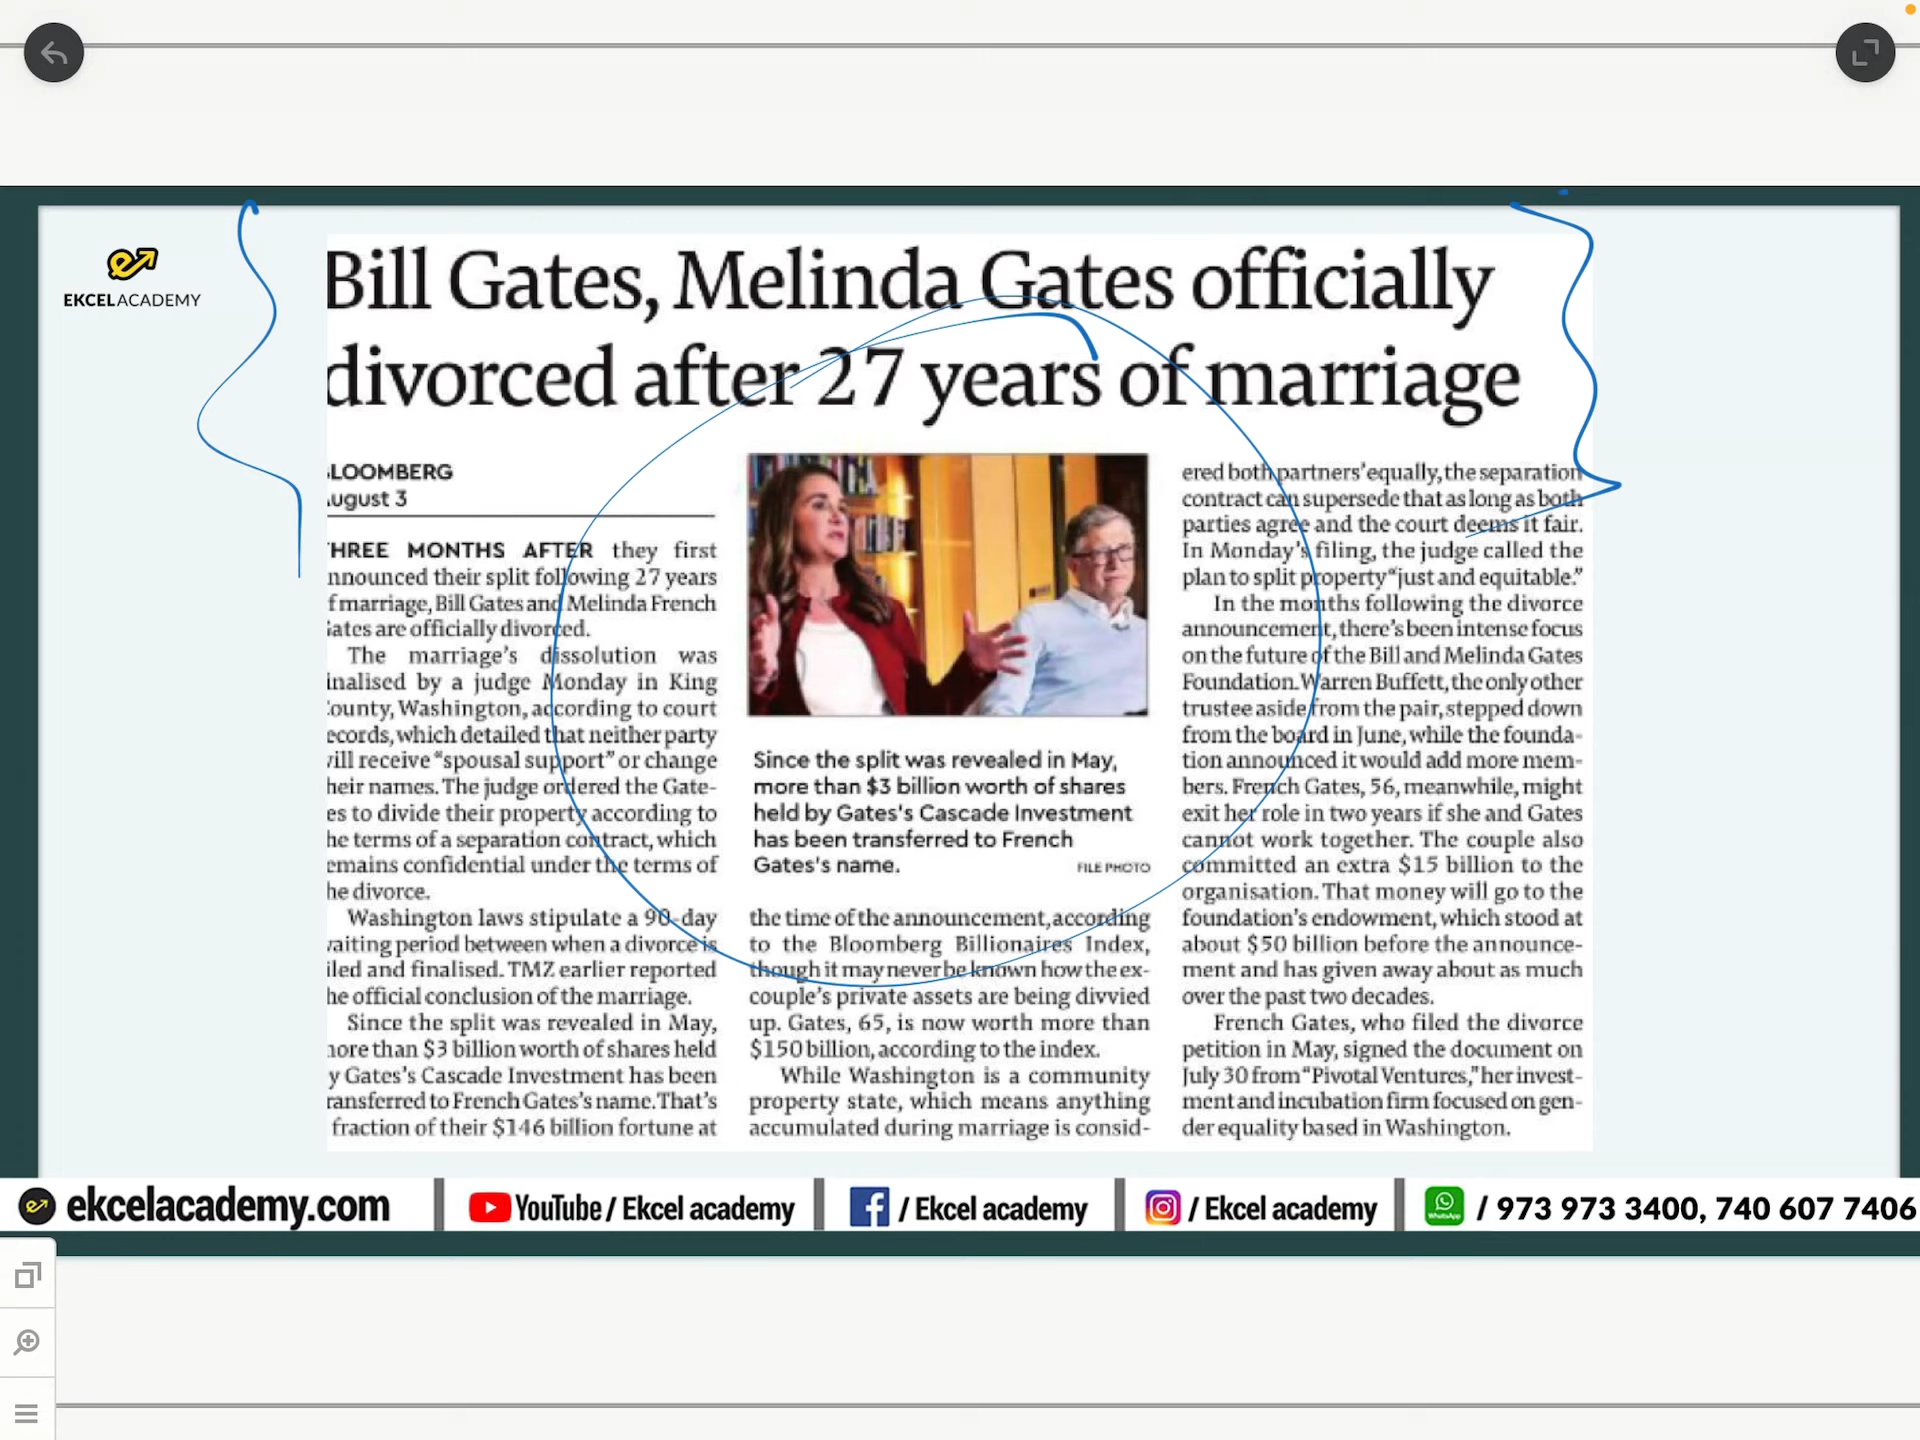 EKCELACADEMY
Bill Gates, Melinda Gates officially
divorced after 27 years of marriage
LOOMBERG
ugust 3
THREE MONTHS AFTER they first
nnounced their split following 27 years
f marriage, Bill Gates and Melinda French
ates are officially divorced.
The marriage's dissolution was
inalised by a judge Monday in King
ounty, Washington, according to court
ecords, which detailed that neither party
ill receive "spousal support" or change
heir names. The judge ordered the Gate-
es to divide their property according to
he terms of a separation contract, which
emains confidential under the terms of
he divorce.
Washington laws stipulate a 90-day
aiting period between when a divorce is
iled and finalised. TMZ earlier reported
he official conclusion of the marriage.
Since the split was revealed in May,
ore than $3 billion worth of shares held
y Gates's Cascade Investment has been
ransferred to French Gates's name. That's
fraction of their $146 billion fortune at
Since the split was revealed in May,
more than $3 billion worth of shares
held by Gates's Cascade Investment
has been transferred to French
Gates's name. FILE PHOTO
the time of the announcement, according
to the Bloomberg Billionaires Index,
though it may never be known how the ex-
couple's private assets are being divvied
up. Gates, 65, is now worth more than
$150 billion, according to the index.
While Washington is a community
property state, which means anything
accumulated during marriage is consid-
ered both partners' equally, the separation
contract can supersede that as long as both
parties agree and the court deems it fair.
In Monday's filing, the judge called the
plan to split property "just and equitable."
In the months following the divorce
announcement, there's been intense focus
on the future of the Bill and Melinda Gates
Foundation. Warren Buffett, the only other
trustee aside from the pair, stepped down
from the board in June, while the founda-
tion announced it would add more mem-
bers. French Gates, 56, meanwhile, might
exit her role in two years if she and Gates
cannot work together. The couple also
committed an extra $15 billion to the
organisation. That money will go to the
foundation's endowment, which stood at
about $50 billion before the announce-
ment and has given away about as much
over the past two decades.
French Gates, who filed the divorce
petition in May, signed the document on
July 30 from "Pivotal Ventures," her invest-
ment and incubation firm focused on gen-
der equality based in Washington.
ekcelacademy.com YouTube / Ekcel academy / Ekcel academy / Ekcel academy WhatsApp / 973 973 3400, 740 607 7406